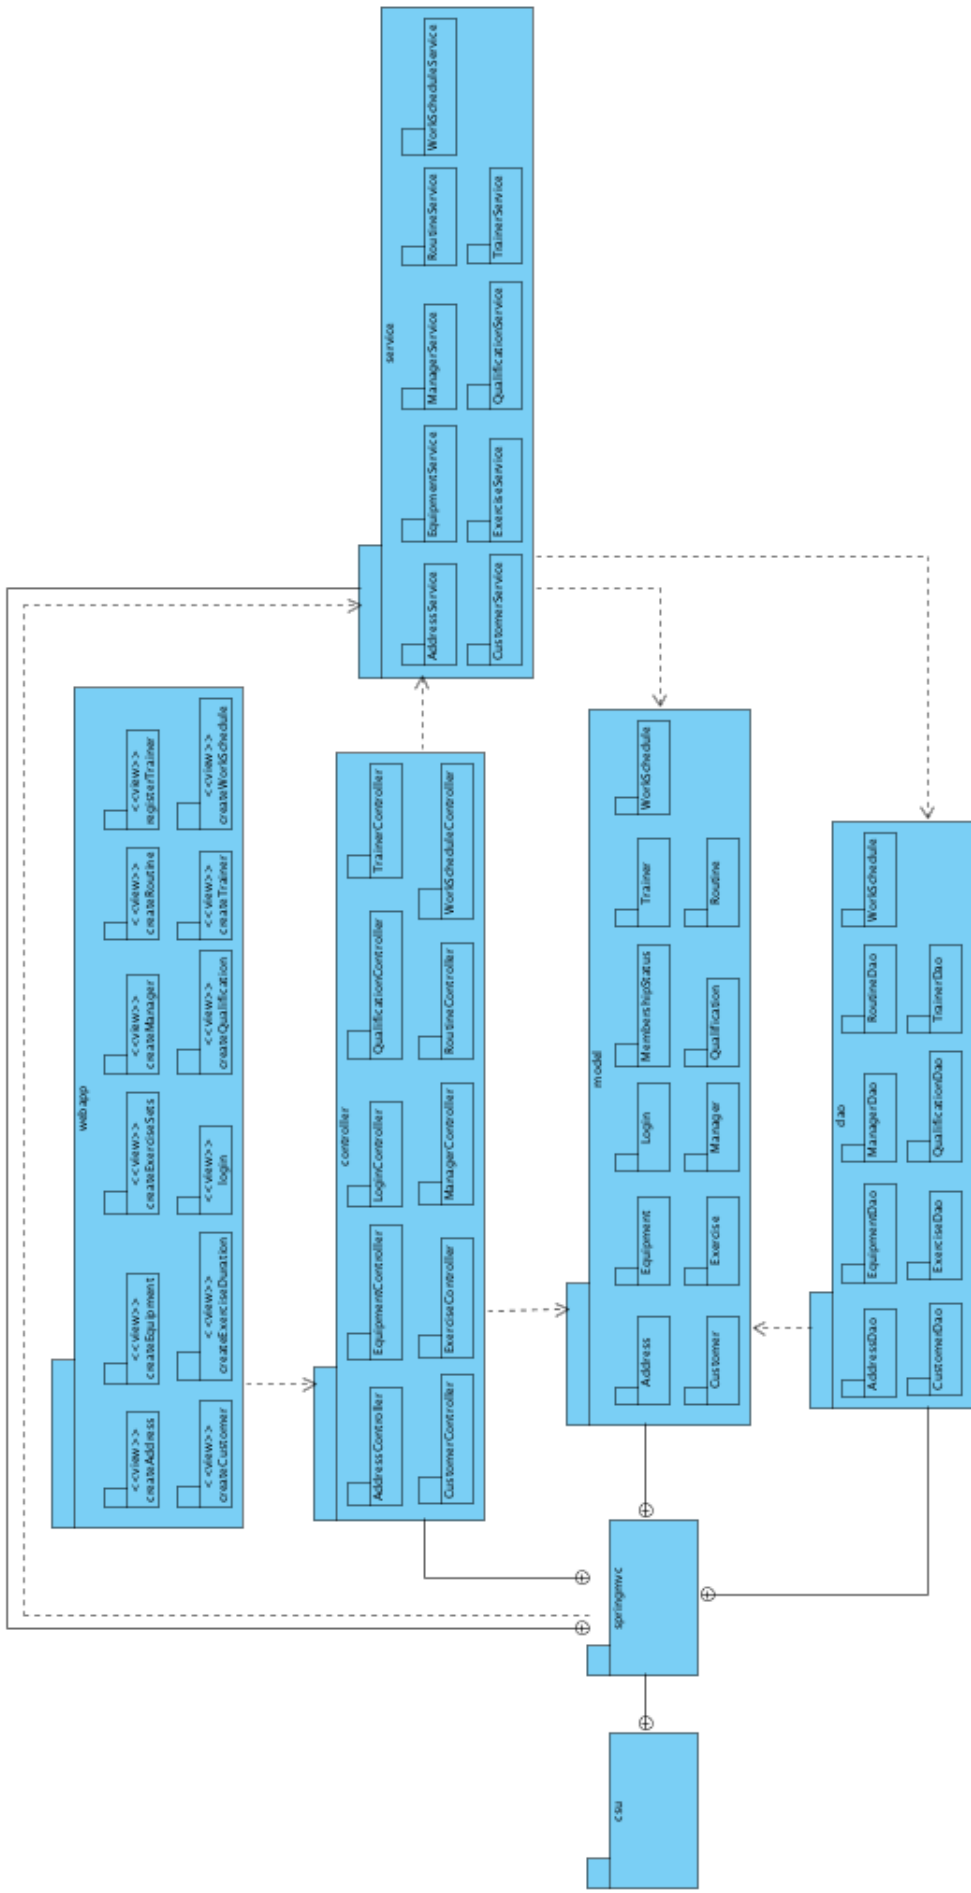 webapp
<<view>>
createAddress
<<view>>
createEquipment
<<view>>
createExerciseSets
<<view>>
createManager
<<view>>
createRoutine
<<view>>
registerTrainer
<<view>>
createCustomer
<<view>>
createExerciseDuration
<<view>>
login
<<view>>
createQualification
<<view>>
createTrainer
<<view>>
createWorkSchedule
controller
AddressController
EquipmentController
LoginController
QualificationController
TrainerController
CustomerController
ExerciseController
ManagerController
RoutineController
WorkScheduleController
service
AddressService
EquipmentService
ManagerService
RoutineService
WorkScheduleService
CustomerService
ExerciseService
QualificationService
TrainerService
csu
springmvc
model
Address
Equipment
Login
MembershipStatus
Trainer
WorkSchedule
Customer
Exercise
Manager
Qualification
Routine
dao
AddressDao
EquipmentDao
ManagerDao
RoutineDao
WorkSchedule
CustomerDao
ExerciseDao
QualificationDao
TrainerDao